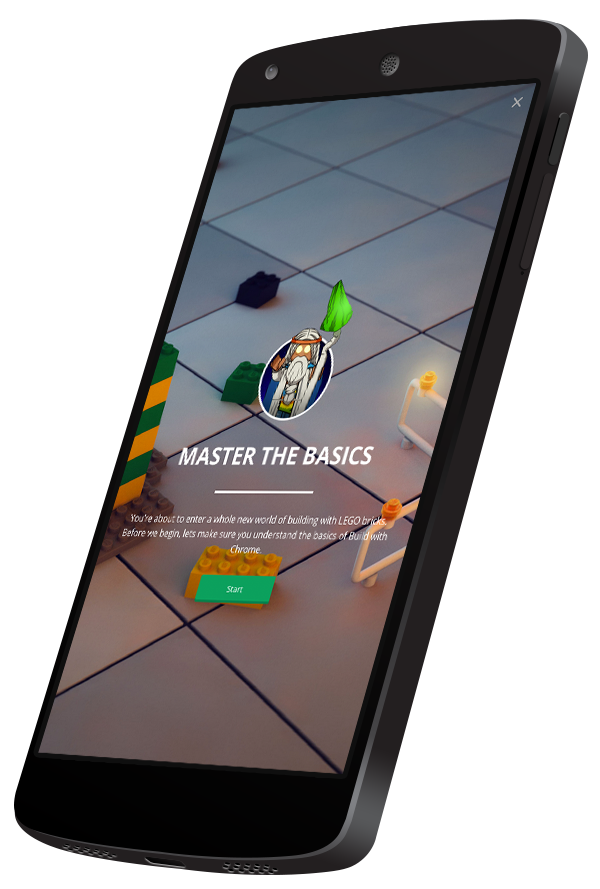 MASTER THE BASICS
You're about to enter a whole new world of building with LEGO bricks.
Before we begin, lets make sure you understand the basics of Build with
Chrome.
Start